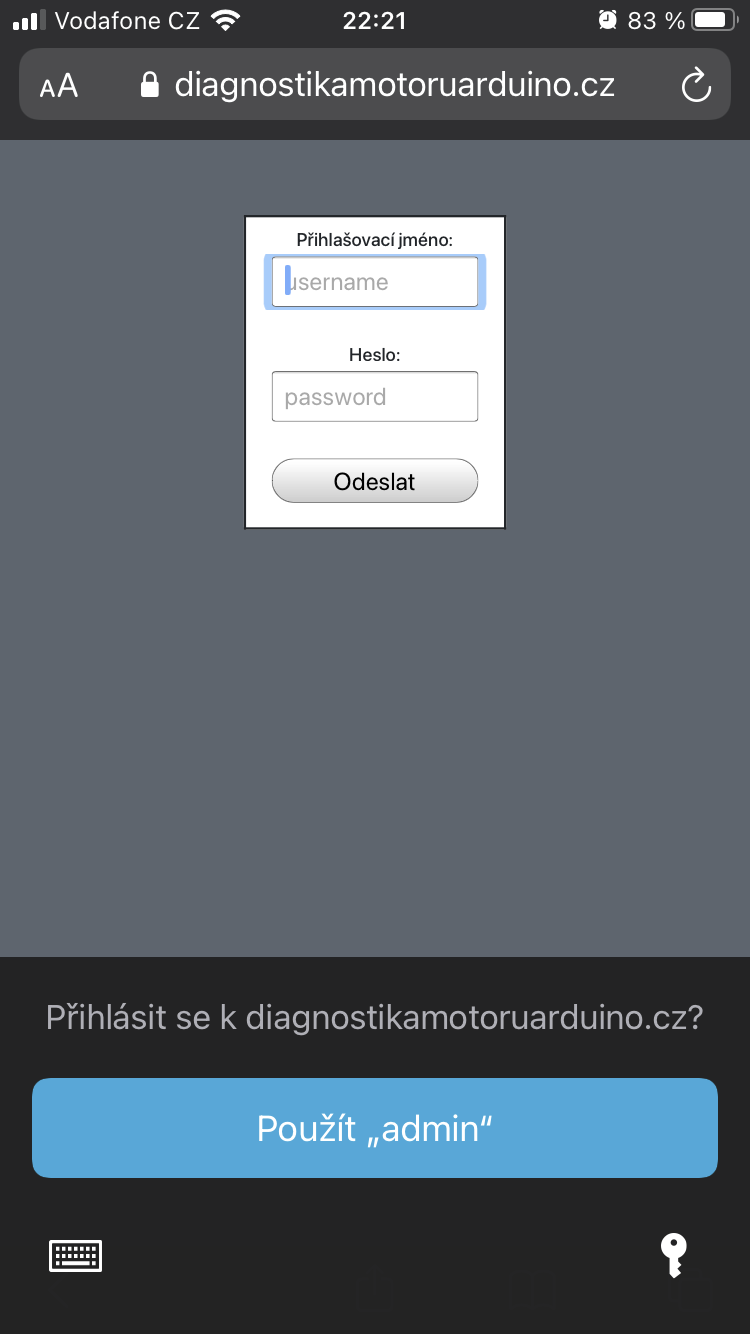 Vodafone CZ 22:21 83 %
AA diagnostikamotoruarduino.cz
Přihlašovací jméno:
username
Heslo:
password
Odeslat
Přihlásit se k diagnostikamotoruarduino.cz?
Použít „admin“